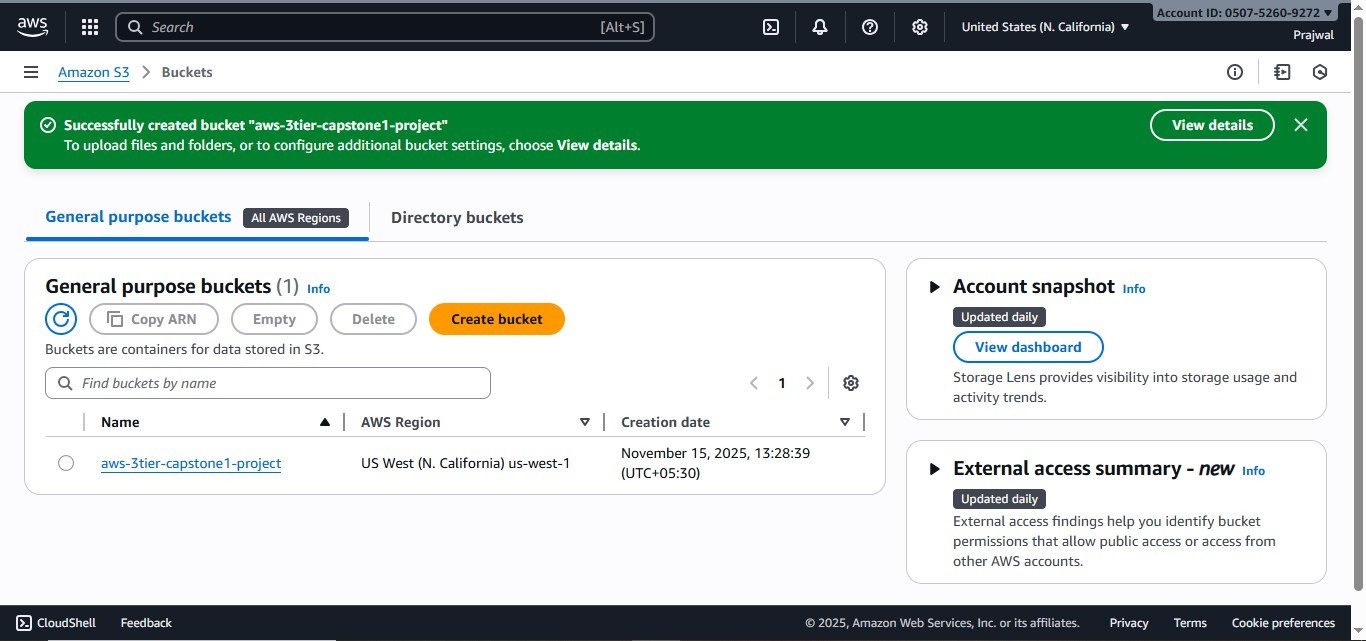 aws
Search [Alt+S]
United States (N. California) ▼
Account ID: 0507-5260-9272 ▼
Prajwal
Amazon S3 > Buckets
Successfully created bucket "aws-3tier-capstone1-project"
To upload files and folders, or to configure additional bucket settings, choose View details.
View details
General purpose buckets All AWS Regions
Directory buckets
General purpose buckets (1) Info
Copy ARN
Empty
Delete
Create bucket
Buckets are containers for data stored in S3.
Find buckets by name
1
Name AWS Region Creation date
aws-3tier-capstone1-project US West (N. California) us-west-1 November 15, 2025, 13:28:39
(UTC+05:30)
Account snapshot Info
Updated daily
View dashboard
Storage Lens provides visibility into storage usage and
activity trends.
External access summary - new Info
Updated daily
External access findings help you identify bucket
permissions that allow public access or access from
other AWS accounts.
CloudShell Feedback © 2025, Amazon Web Services, Inc. or its affiliates. Privacy Terms Cookie preferences